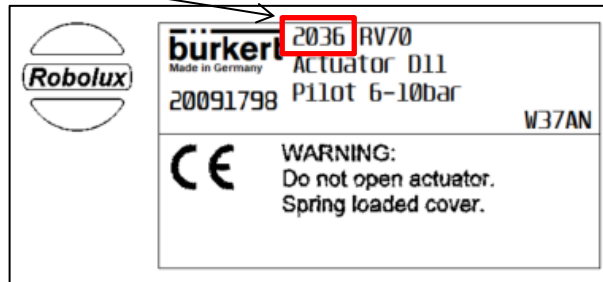 Robolux
bürkert
Made in Germany
20091798
2036 RV70
Actuator D11
Pilot 6-10bar
W37AN
CE
WARNING:
Do not open actuator.
Spring loaded cover.